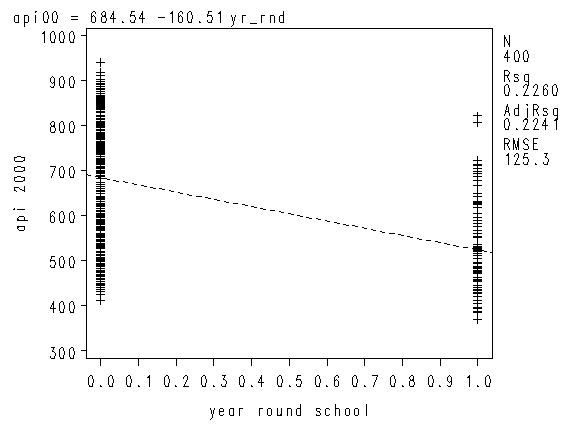 api00 = 684.54 -160.51 yr_rnd
N
400
Rsq
0.2260
AdjRsq
0.2241
RMSE
125.3
1000
900
800
700
600
500
400
300
api 2000
0.0 0.1 0.2 0.3 0.4 0.5 0.6 0.7 0.8 0.9 1.0
year round school